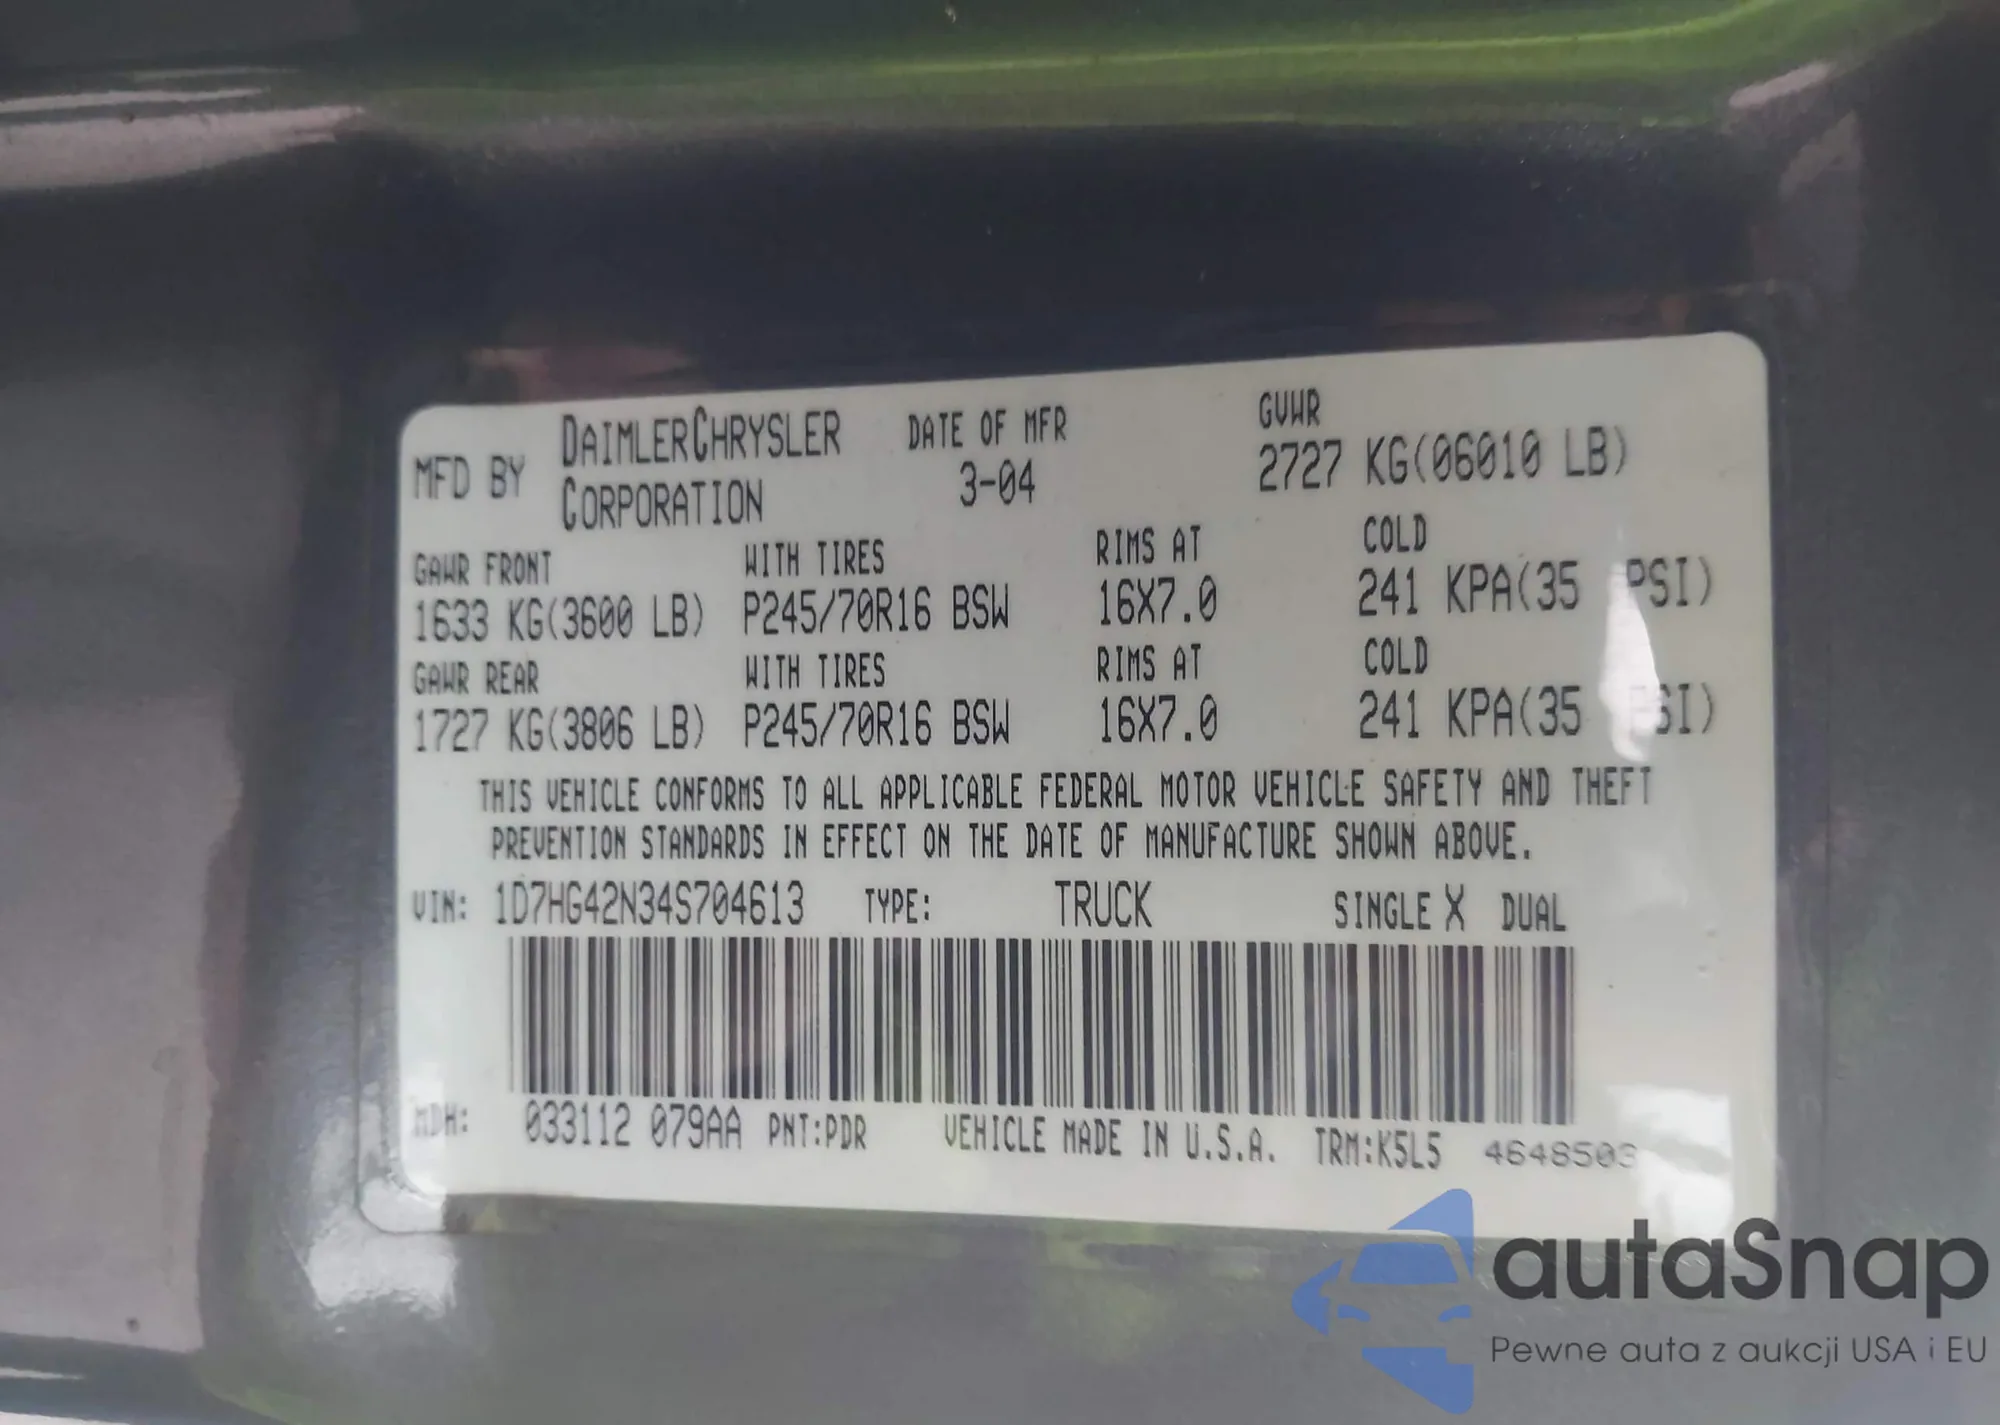 MFD BY DAIMLERCHRYSLER CORPORATION DATE OF MFR 3-04 GVWR 2727 KG(06010 LB)
GAWR FRONT WITH TIRES RIMS AT COLD
1633 KG(3600 LB) P245/70R16 BSW 16X7.0 241 KPA(35 PSI)
GAWR REAR WITH TIRES RIMS AT COLD
1727 KG(3806 LB) P245/70R16 BSW 16X7.0 241 KPA(35 PSI)
THIS VEHICLE CONFORMS TO ALL APPLICABLE FEDERAL MOTOR VEHICLE SAFETY AND THEFT
PREVENTION STANDARDS IN EFFECT ON THE DATE OF MANUFACTURE SHOWN ABOVE.
VIN: 1D7HG42N34S704613 TYPE: TRUCK SINGLE X DUAL
MDH: 033112 079AA PNT:PDR VEHICLE MADE IN U.S.A. TRM:K5L5 4648503
autaSnap
Pewne auta z aukcji USA i EU